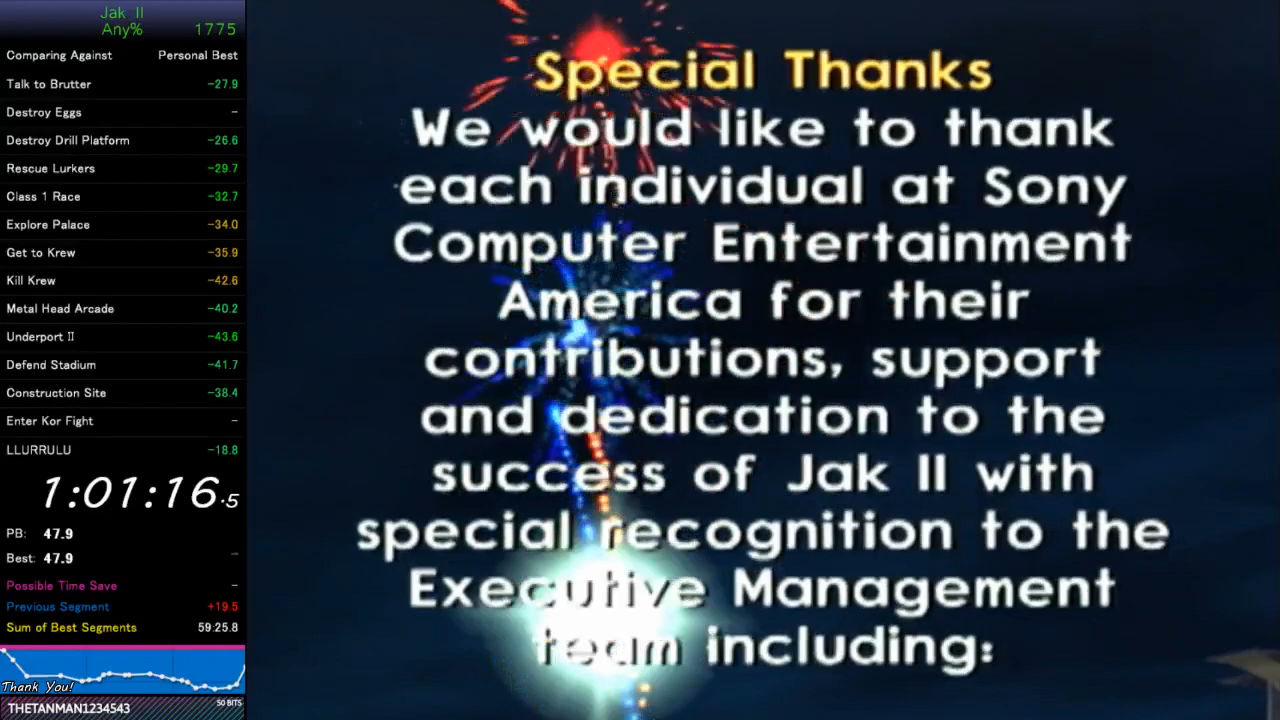 Jak II
Any% 1775
Comparing Against Personal Best
Talk to Brutter -27.9
Destroy Eggs –
Destroy Drill Platform -26.6
Rescue Lurkers -29.7
Class 1 Race -32.7
Explore Palace -34.0
Get to Krew -35.9
Kill Krew -42.6
Metal Head Arcade -40.2
Underport II -43.6
Defend Stadium -41.7
Construction Site -38.4
Enter Kor Fight –
LLURRULU -18.8
1:01:16.5
PB: 47.9
Best: 47.9 –
Possible Time Save –
Previous Segment +19.5
Sum of Best Segments 59:25.8
Thank You!
THETANMAN1234543 50 BITS
Special Thanks
We would like to thank
each individual at Sony
Computer Entertainment
America for their
contributions, support
and dedication to the
success of Jak II with
special recognition to the
Executive Management
team including: